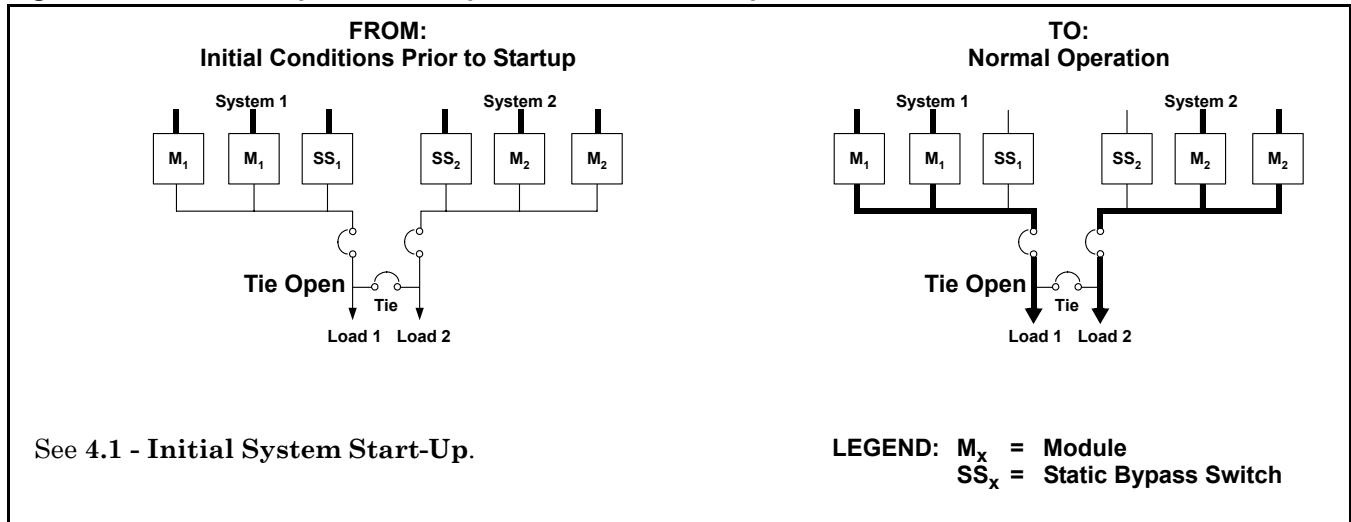 FROM:
Initial Conditions Prior to Startup
System 1
System 2
M1
M1
SS1
SS2
M2
M2
Tie Open
Tie
Load 1 Load 2
TO:
Normal Operation
System 1
System 2
M1
M1
SS1
SS2
M2
M2
Tie Open
Tie
Load 1 Load 2
See 4.1 - Initial System Start-Up.
LEGEND: Mx = Module
SSx = Static Bypass Switch